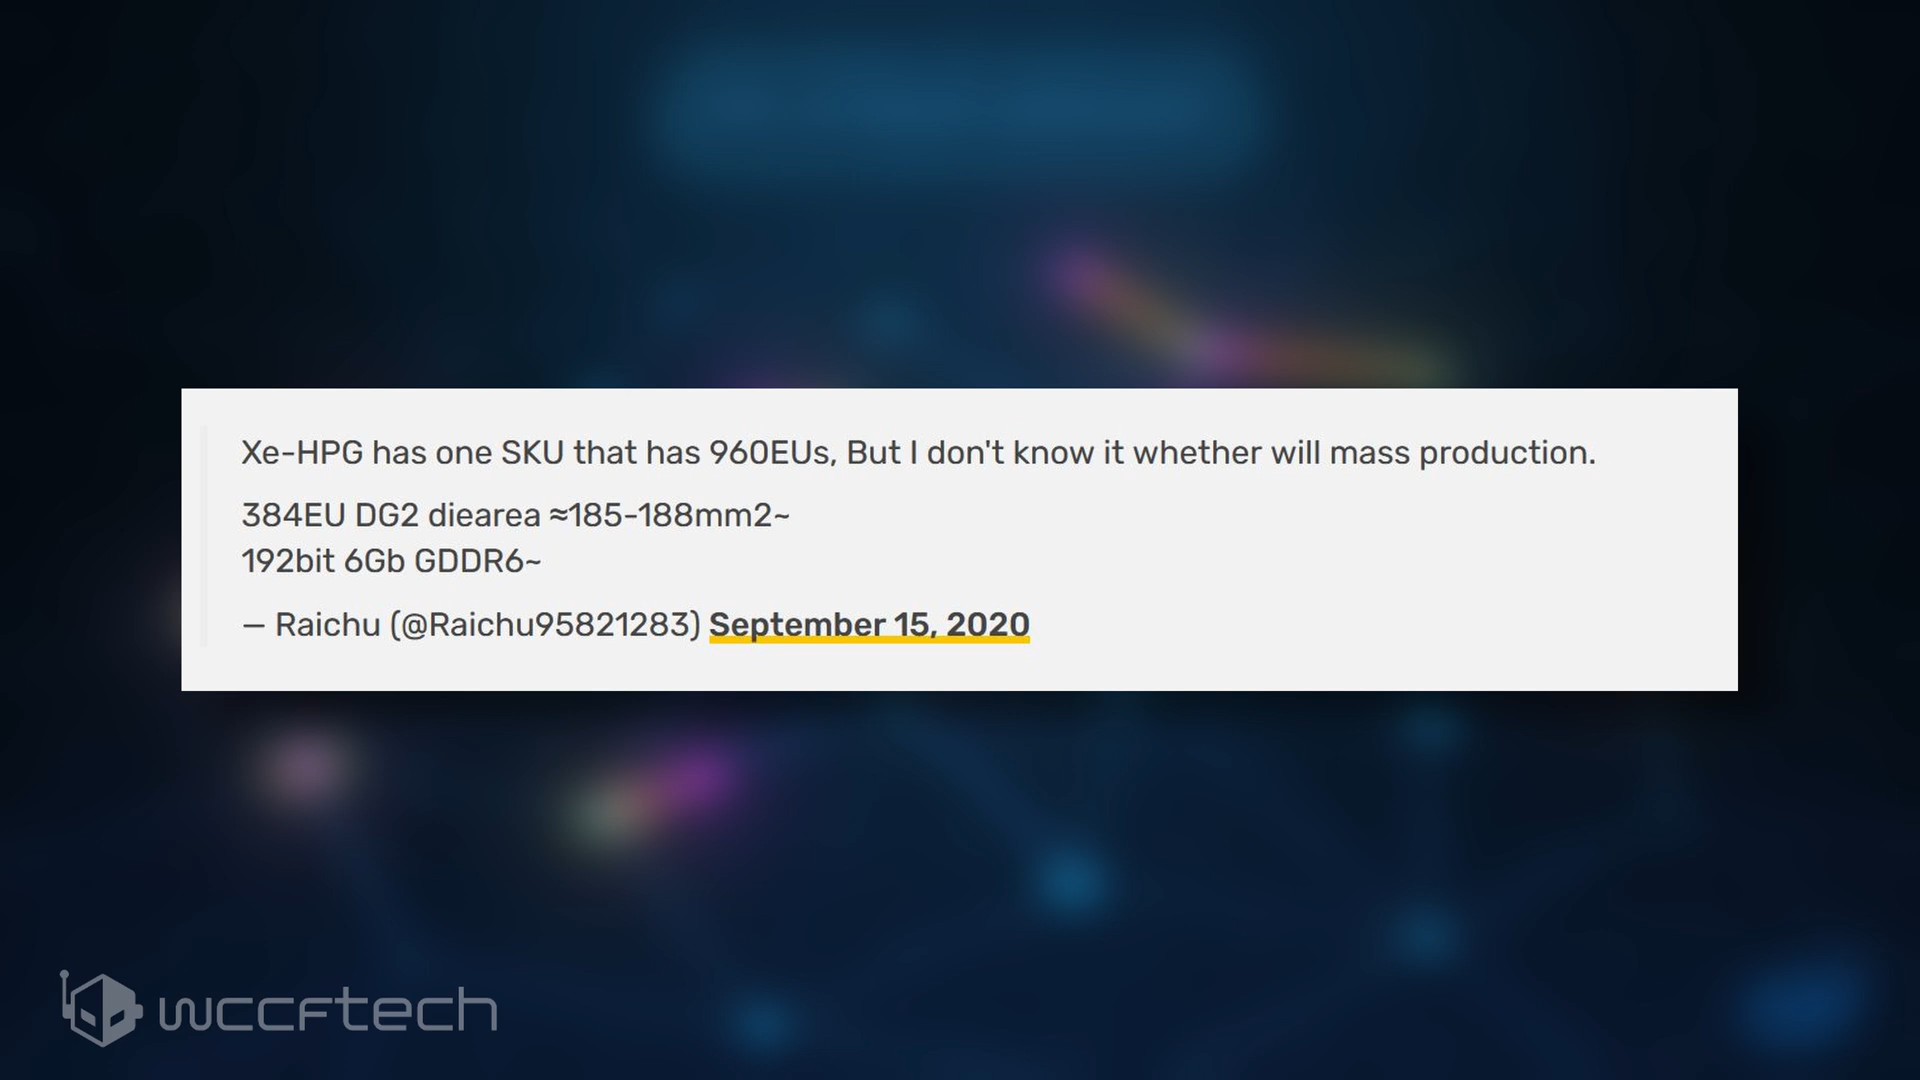 Xe-HPG has one SKU that has 960EUs, But I don't know it whether will mass production.
384EU DG2 diearea ≈185-188mm2~
192bit 6Gb GDDR6~
— Raichu (@Raichu95821283) September 15, 2020
wccftech